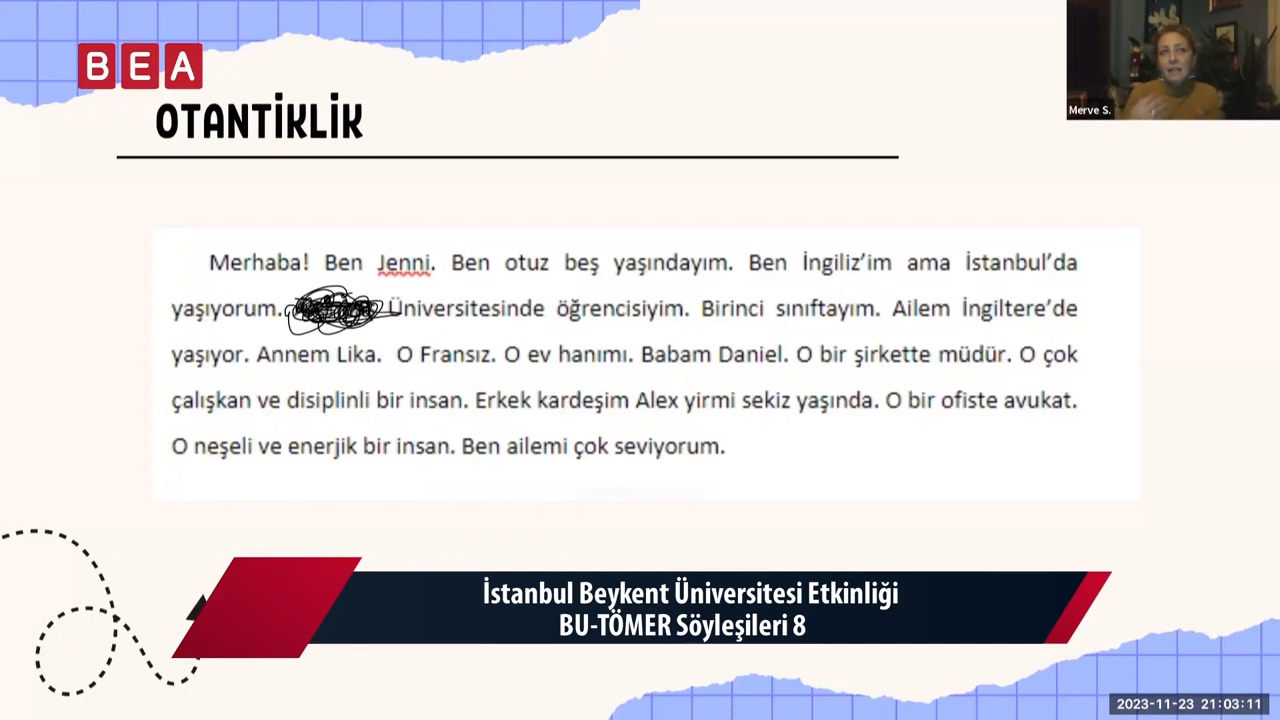 BEA
OTANTİKLİK
Merve S.
Merhaba! Ben Jenni. Ben otuz beş yaşındayım. Ben İngiliz'im ama İstanbul'da
yaşıyorum. Üniversitesinde öğrencisiyim. Birinci sınıftayım. Ailem İngiltere'de
yaşıyor. Annem Lika. O Fransız. O ev hanımı. Babam Daniel. O bir şirkette müdür. O çok
çalışkan ve disiplinli bir insan. Erkek kardeşim Alex yirmi sekiz yaşında. O bir ofiste avukat.
O neşeli ve enerjik bir insan. Ben ailemi çok seviyorum.
İstanbul Beykent Üniversitesi Etkinliği
BU-TÖMER Söyleşileri 8
2023-11-23 21:03:11